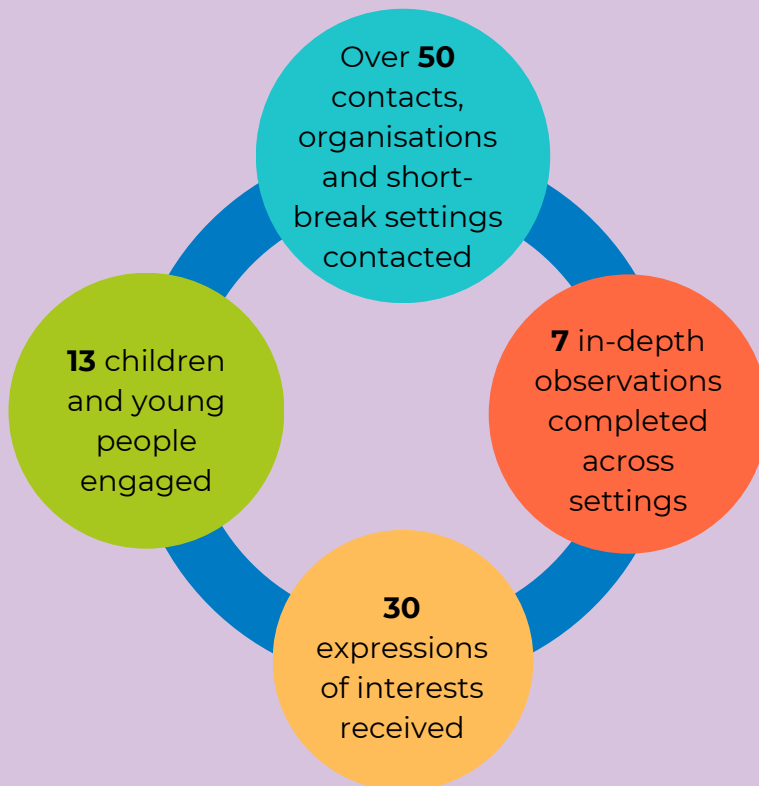 Over 50
contacts,
organisations
and short-
break settings
contacted
13 children
and young
people
engaged
7 in-depth
observations
completed
across
settings
30
expressions
of interests
received